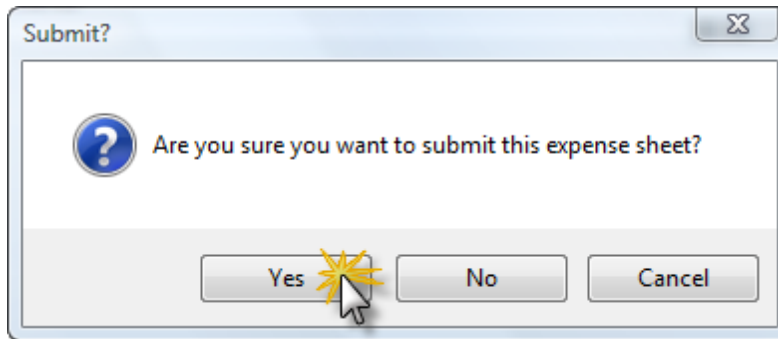 Submit?
Are you sure you want to submit this expense sheet?
Yes
No
Cancel